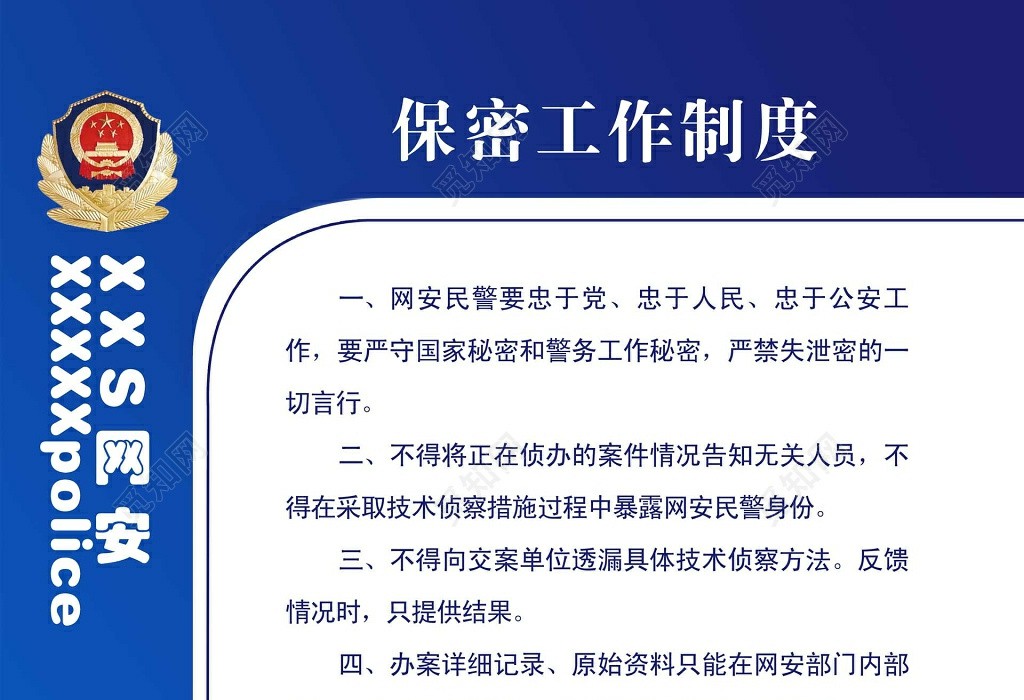 保密工作制度
XXS网安
XXXXXpolice
一、网安民警要忠于党、忠于人民、忠于公安工
作，要严守国家秘密和警务工作秘密，严禁失泄密的一
切言行。
二、不得将正在侦办的案件情况告知无关人员，不
得在采取技术侦察措施过程中暴露网安民警身份。
三、不得向交案单位透漏具体技术侦察方法。反馈
情况时，只提供结果。
四、办案详细记录、原始资料只能在网安部门内部
觅知网